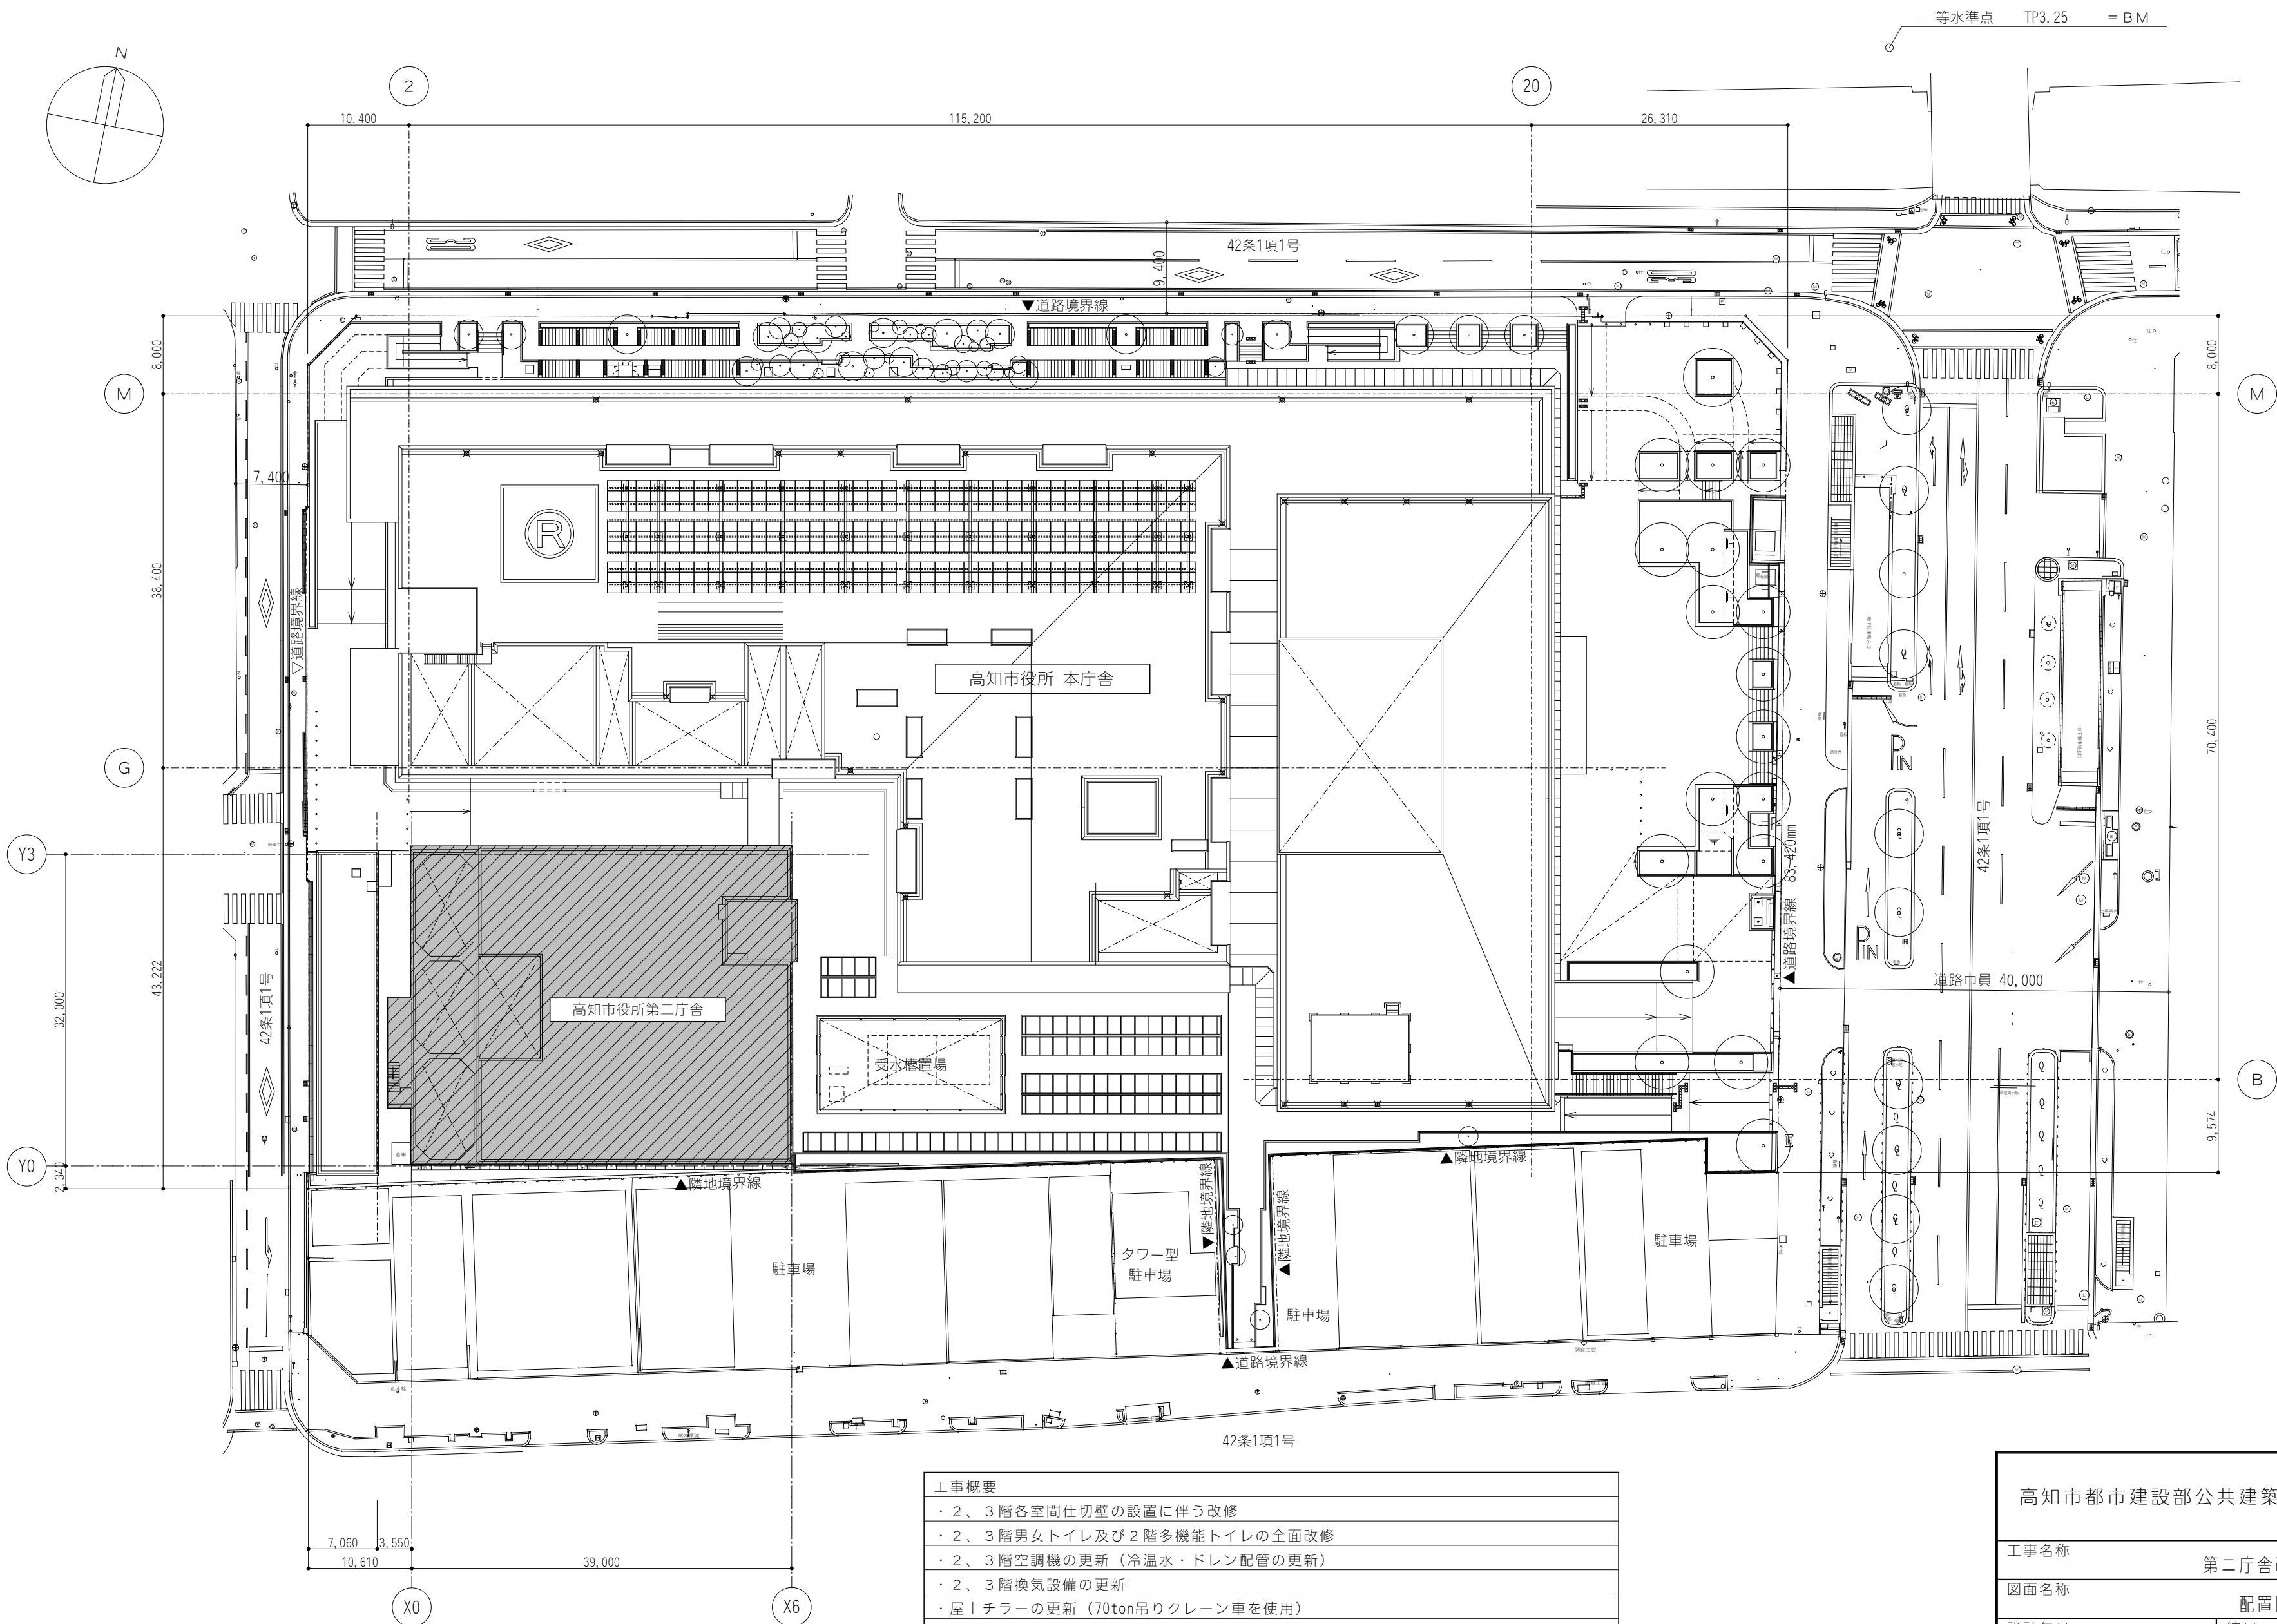 一等水準点 TP3.25 =BM
N
2
20
10,400
115,200
26,310
42条1項1号
9,400
▼道路境界線
8,000
8,000
M
M
7,400
R
38,400
▽道路境界線
高知市役所 本庁舎
70,400
G
P
IN
42条1項1号
83,420mm
▲道路境界線
Y3
P
IN
道路巾員 40,000
43,222
32,000
42条1項1号
高知市役所第二庁舎
受水槽置場
B
9,574
Y0
2,340
▲隣地境界線
▼隣地境界線
▲隣地境界線
▲隣地境界線
駐車場
タワー型
駐車場
駐車場
駐車場
▲道路境界線
42条1項1号
7,060
3,550
10,610
39,000
X0
X6
工事概要
・2、3階各室間仕切壁の設置に伴う改修
・2、3階男女トイレ及び2階多機能トイレの全面改修
・2、3階空調機の更新（冷温水・ドレン配管の更新）
・2、3階換気設備の更新
・屋上チラーの更新（70ton吊りクレーン車を使用）
高知市都市建設部公共建築
工事名称
第二庁舎
図面名称
配置